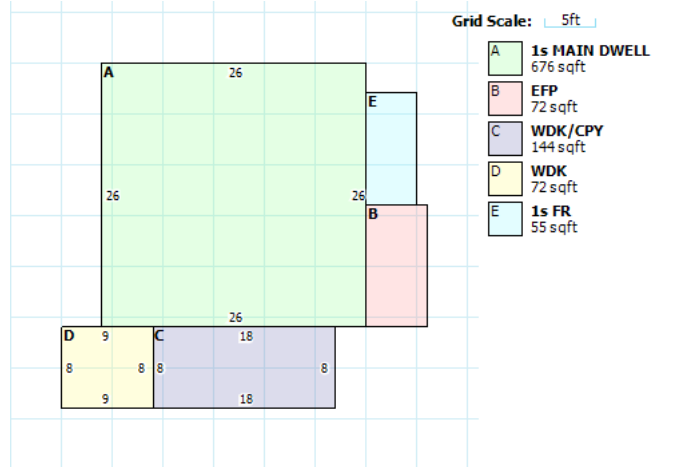 Grid Scale: 5ft
A 1s MAIN DWELL
676 sqft
B EFP
72 sqft
C WDK/CPY
144 sqft
D WDK
72 sqft
E 1s FR
55 sqft
A 26
E
26 26
B
26
D 9 C 18
8 8 8 8
9 18